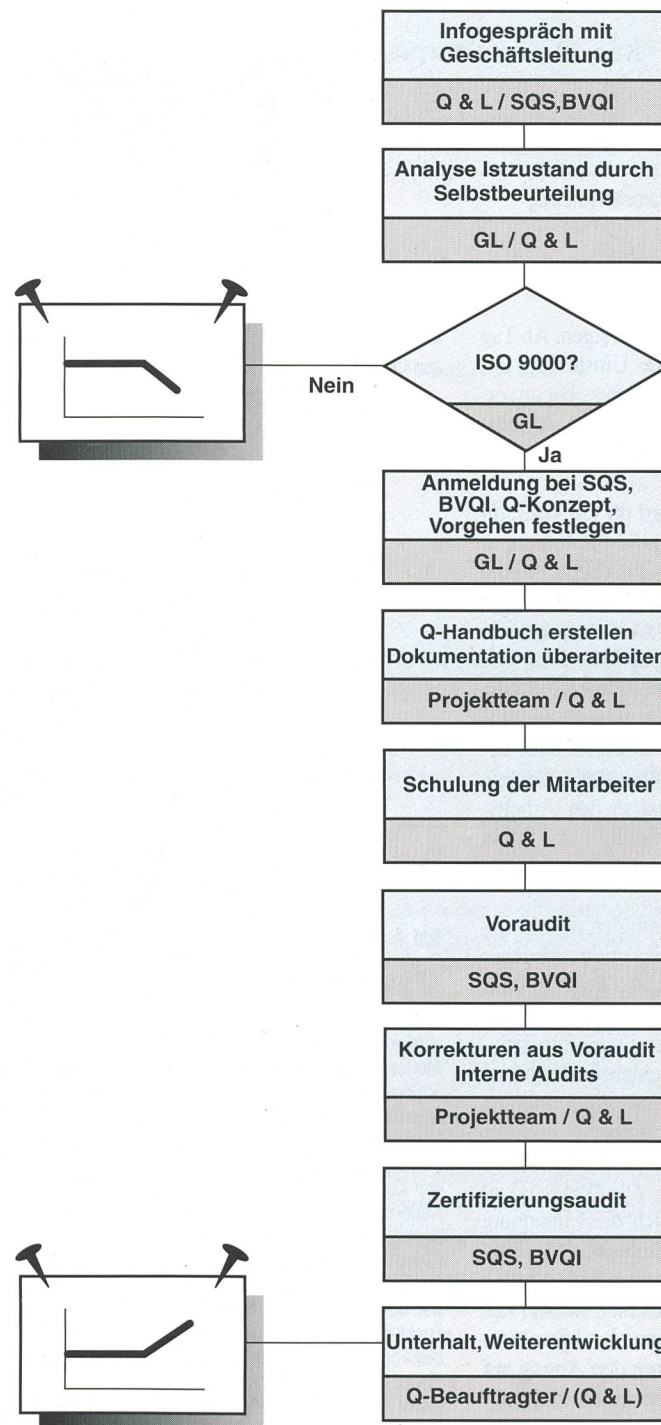 Infogespräch mit
Geschäftsleitung
Q & L / SQS,BVQI
Analyse Istzustand durch
Selbstbeurteilung
GL / Q & L
ISO 9000?
Nein
GL
Ja
Anmeldung bei SQS,
BVQI. Q-Konzept,
Vorgehen festlegen
GL / Q & L
Q-Handbuch erstellen
Dokumentation überarbeiten
Projektteam / Q & L
Schulung der Mitarbeiter
Q & L
Voraudit
SQS, BVQI
Korrekturen aus Voraudit
Interne Audits
Projektteam / Q & L
Zertifizierungsaudit
SQS, BVQI
Unterhalt, Weiterentwicklung
Q-Beauftragter / (Q & L)